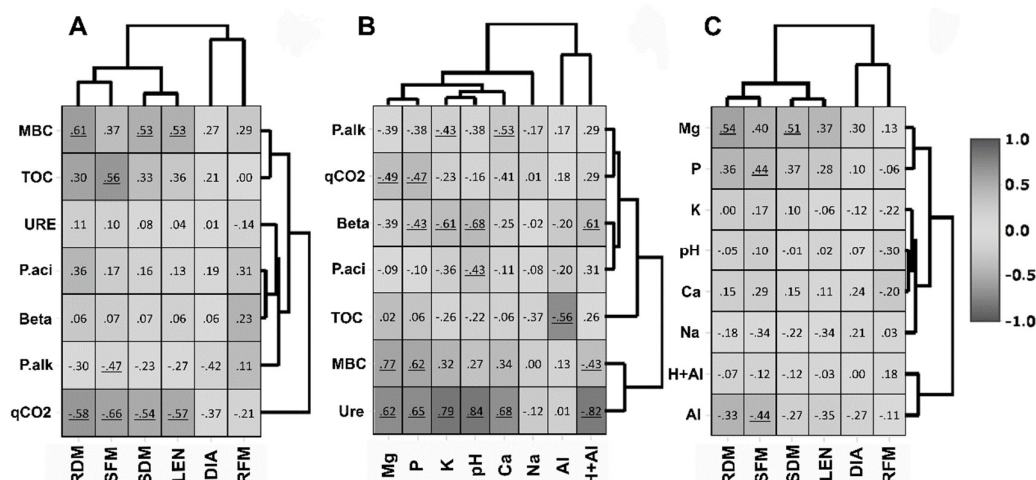 A
MBC .61 .37 .53 .53 .27 .29
TOC .30 .56 .33 .36 .21 .00
URE .11 .10 .08 .04 .01 -.14
P.aci .36 .17 .16 .13 .19 .31
Beta .06 .07 .07 .06 .06 .23
P.alk -.30 -.47 -.23 -.27 -.42 .11
qCO2 -.58 -.66 -.54 -.57 -.37 -.21
RDM SFM SDM LEN DIA RFM
B
P.alk -.39 -.38 -.43 -.38 -.53 -.17 .17 .29
qCO2 -.49 -.47 -.23 -.16 -.41 .01 .18 .29
Beta -.39 -.43 -.61 -.68 -.25 -.02 -.20 .61
P.aci -.09 -.10 -.36 -.43 -.11 -.08 -.20 .31
TOC .02 .06 -.26 -.22 -.06 -.37 -.56 .26
MBC .77 .62 .32 .27 .34 .00 .13 -.43
Ure .62 .65 .79 .84 .68 -.12 .01 -.82
Mg P K pH Ca Na Al H+Al
C
Mg .54 .40 .51 .37 .30 .13
P .36 .44 .37 .28 .10 -.06
K .00 .17 .10 -.06 -.12 -.22
pH -.05 .10 -.01 .02 .07 -.30
Ca .15 .29 .15 .11 .24 -.20
Na -.18 -.34 -.22 -.34 .21 .03
H+Al -.07 -.12 -.12 -.03 .00 .18
Al -.33 -.44 -.27 -.35 -.27 -.11
RDM SFM SDM LEN DIA RFM
1.0
0.5
0.0
-0.5
-1.0